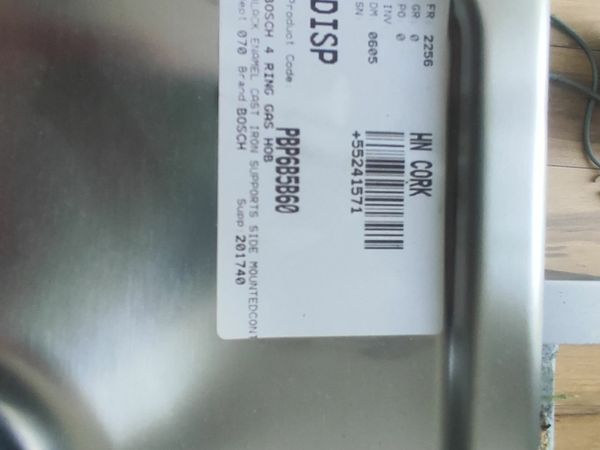 FR 2256
GR: 0
PO: 0
INV
DM: 0605
SN:
HN CORK
+55241571
DISP
Product Code
PBP6B5B60
BOSCH 4 RING GAS HOB
BLACK ENAMEL CAST IRON SUPPORTS SIDE MOUNTEDCON
Dept 070 Brand BOSCH Supp 201740